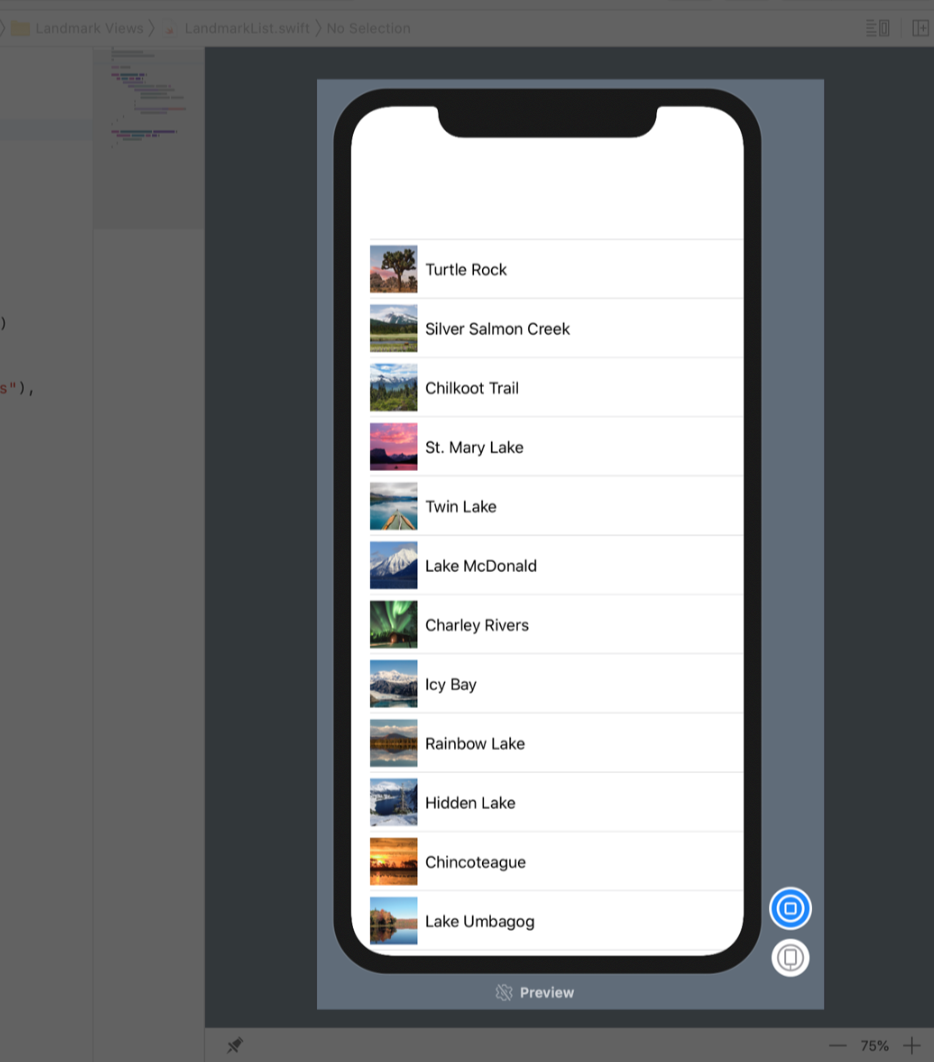 Landmark Views 〉 LandmarkList.swift 〉 No Selection
)
s"),
Turtle Rock
Silver Salmon Creek
Chilkoot Trail
St. Mary Lake
Twin Lake
Lake McDonald
Charley Rivers
Icy Bay
Rainbow Lake
Hidden Lake
Chincoteague
Lake Umbagog
Preview
75%